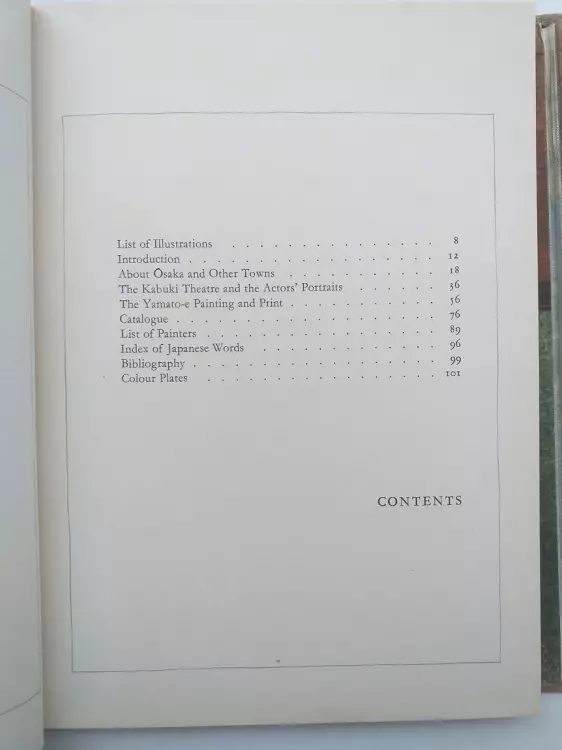 List of Illustrations . . . . . . . . . . . . . . . 8
Introduction . . . . . . . . . . . . . . . . . . 12
About Ōsaka and Other Towns . . . . . . . . . . . 18
The Kabuki Theatre and the Actors' Portraits . . . . . . 36
The Yamato-e Painting and Print . . . . . . . . . . . 56
Catalogue . . . . . . . . . . . . . . . . . . . 76
List of Painters . . . . . . . . . . . . . . . . . 89
Index of Japanese Words . . . . . . . . . . . . . 96
Bibliography . . . . . . . . . . . . . . . . . . 99
Colour Plates . . . . . . . . . . . . . . . . . 101
CONTENTS